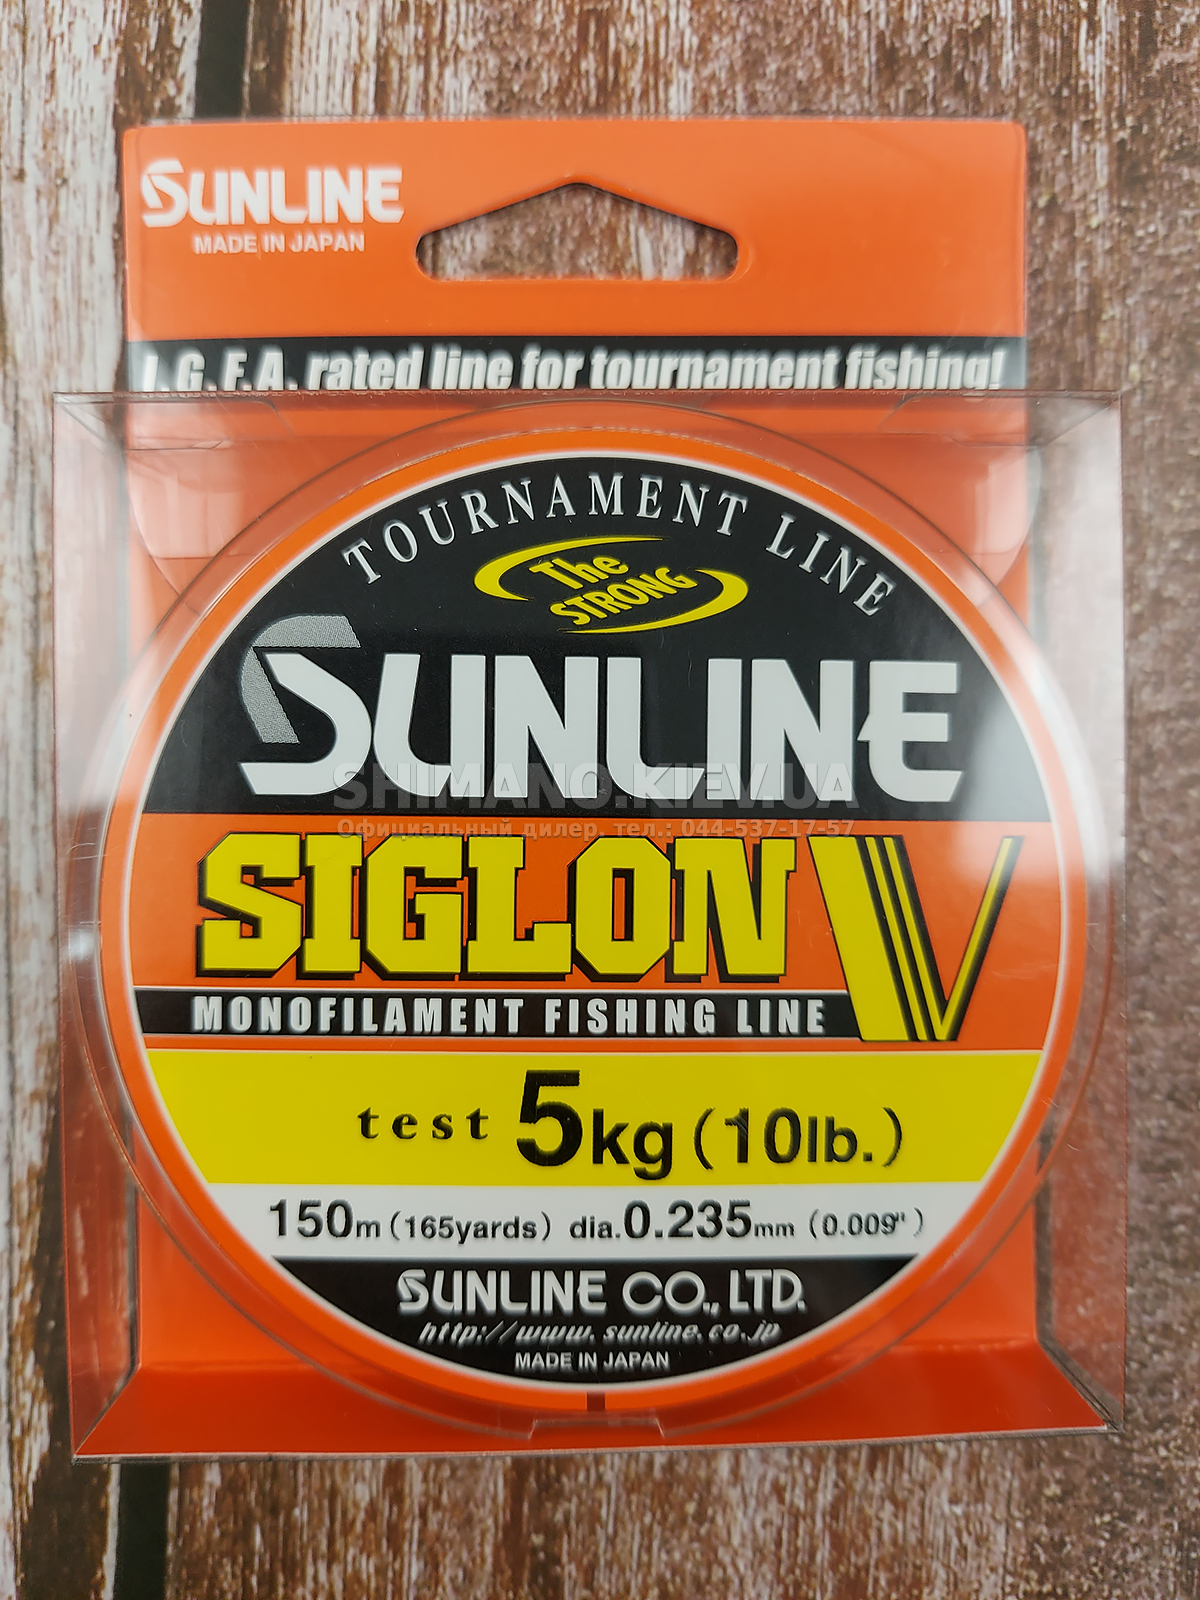 SUNLINE
MADE IN JAPAN
I.G.F.A. rated line for tournament fishing!
TOURNAMENT LINE
The
STRONG
SUNLINE
SHIMANO.KIEV.UA
Официальный дилер. тел.: 044-537-17-57
SIGLON V
MONOFILAMENT FISHING LINE
test 5kg (10lb.)
150m (165yards) dia.0.235mm (0.009")
SUNLINE CO., LTD.
http://www.sunline.co.jp
MADE IN JAPAN